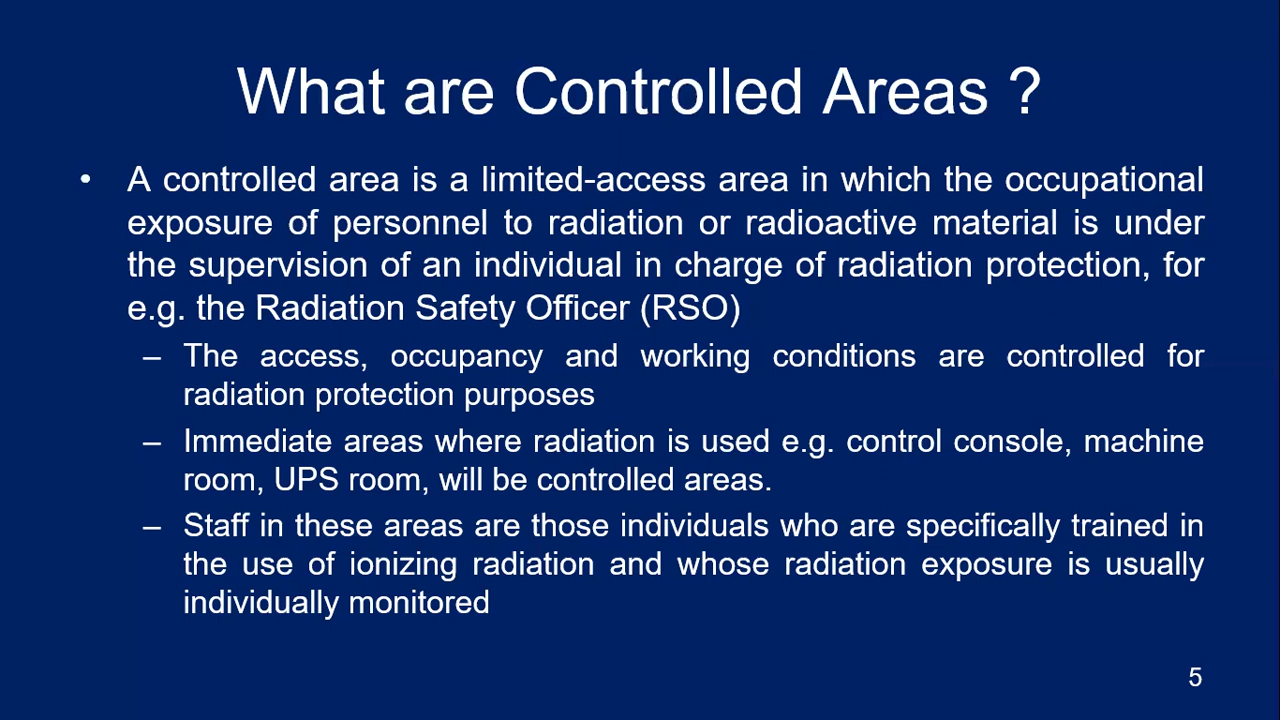 What are Controlled Areas ?
• A controlled area is a limited-access area in which the occupational
exposure of personnel to radiation or radioactive material is under
the supervision of an individual in charge of radiation protection, for
e.g. the Radiation Safety Officer (RSO)
– The access, occupancy and working conditions are controlled for
radiation protection purposes
– Immediate areas where radiation is used e.g. control console, machine
room, UPS room, will be controlled areas.
– Staff in these areas are those individuals who are specifically trained in
the use of ionizing radiation and whose radiation exposure is usually
individually monitored
5